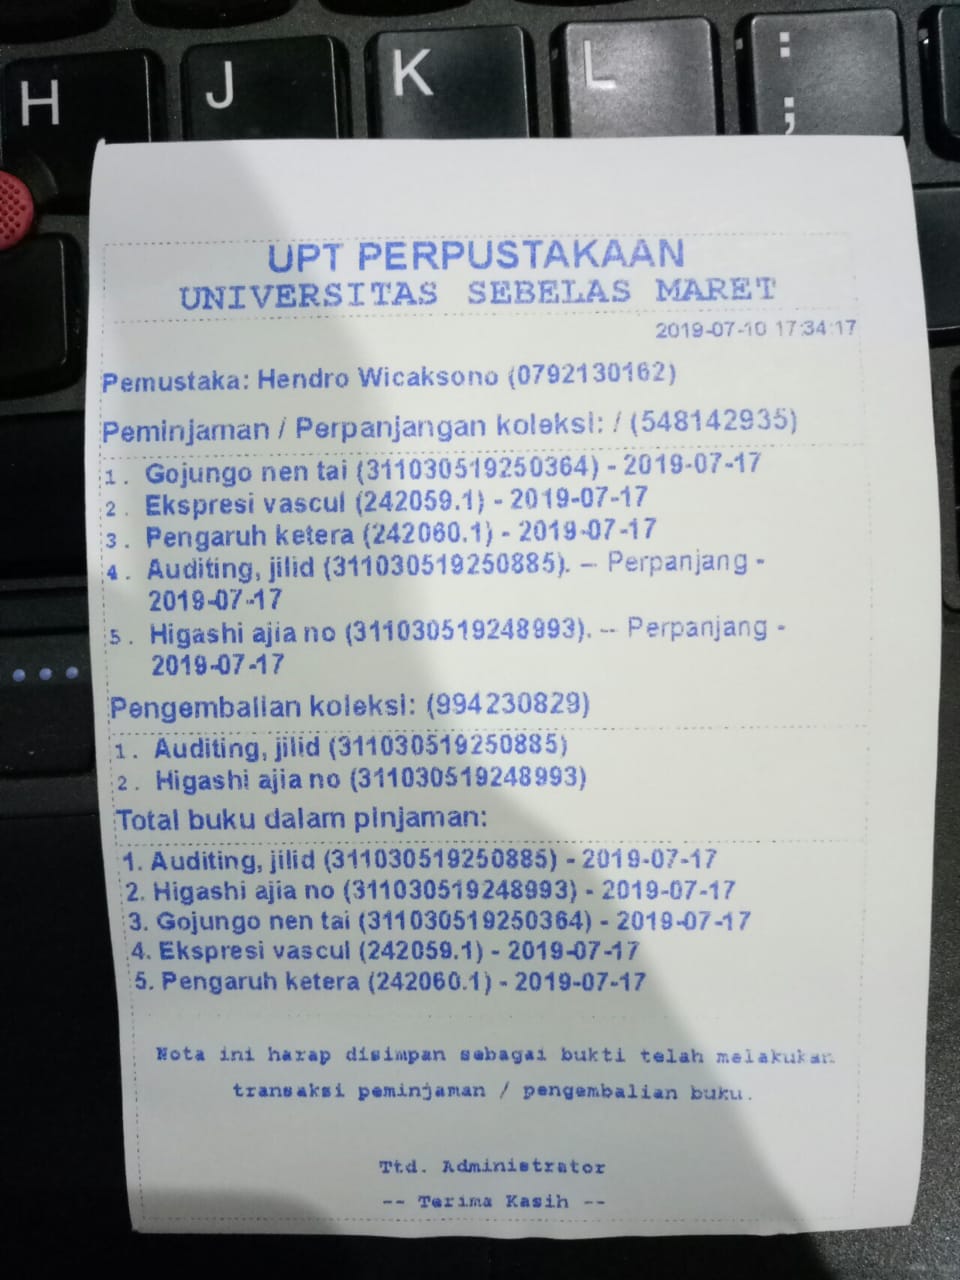 H
J
K
L
:
;
UPT PERPUSTAKAAN
UNIVERSITAS SEBELAS MARET
2019-07-10 17:34:17
Pemustaka: Hendro Wicaksono (0792130162)
Peminjaman / Perpanjangan koleksi: / (548142935)
1. Gojungo nen tai (311030519250364) - 2019-07-17
2. Ekspresi vascul (242059.1) - 2019-07-17
3. Pengaruh ketera (242060.1) - 2019-07-17
4. Auditing, jilid (311030519250885). -- Perpanjang -
2019-07-17
5. Higashi ajia no (311030519248993). -- Perpanjang -
2019-07-17
Pengembalian koleksi: (994230829)
1. Auditing, jilid (311030519250885)
2. Higashi ajia no (311030519248993)
Total buku dalam pinjaman:
1. Auditing, jilid (311030519250885) - 2019-07-17
2. Higashi ajia no (311030519248993) - 2019-07-17
3. Gojungo nen tai (311030519250364) - 2019-07-17
4. Ekspresi vascul (242059.1) - 2019-07-17
5. Pengaruh ketera (242060.1) - 2019-07-17
Nota ini harap disimpan sebagai bukti telah melakukan
transaksi peminjaman / pengembalian buku.
Ttd. Administrator
-- Terima Kasih --